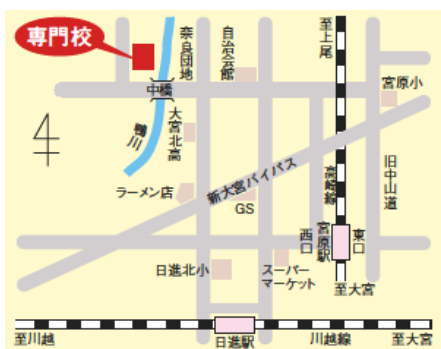 専門校
奈良団地
自治会館
至上尾
宮原小
中橋
鴨川
大宮北高
新大宮バイパス
高崎線
旧中山道
ラーメン店
GS
西口
宮原駅
東口
日進北小
スーパー
マーケット
至大宮
至川越
日進駅
川越線
至大宮